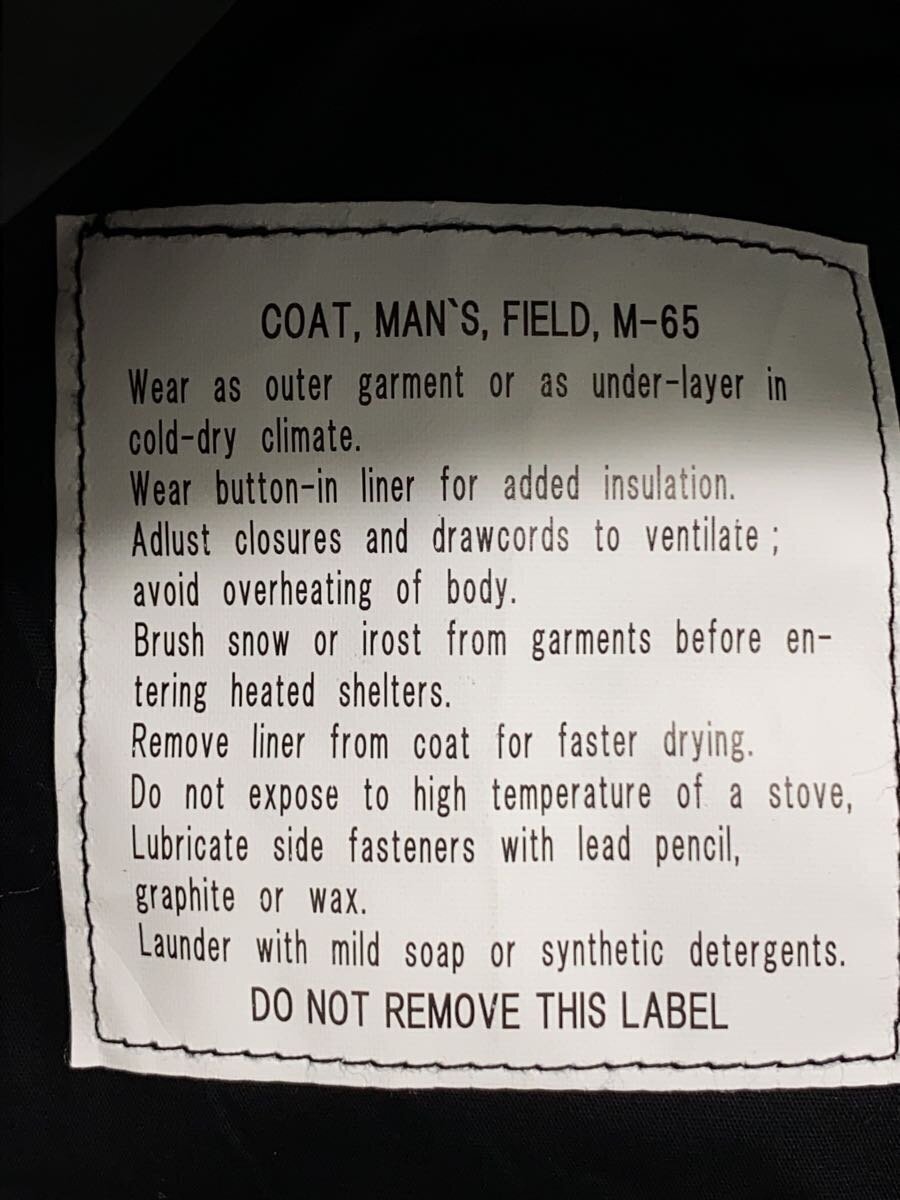 COAT, MAN`S, FIELD, M-65
Wear as outer garment or as under-layer in
cold-dry climate.
Wear button-in liner for added insulation.
Adlust closures and drawcords to ventilate;
avoid overheating of body.
Brush snow or irost from garments before en-
tering heated shelters.
Remove liner from coat for faster drying.
Do not expose to high temperature of a stove,
Lubricate side fasteners with lead pencil,
graphite or wax.
Launder with mild soap or synthetic detergents.
DO NOT REMOVE THIS LABEL